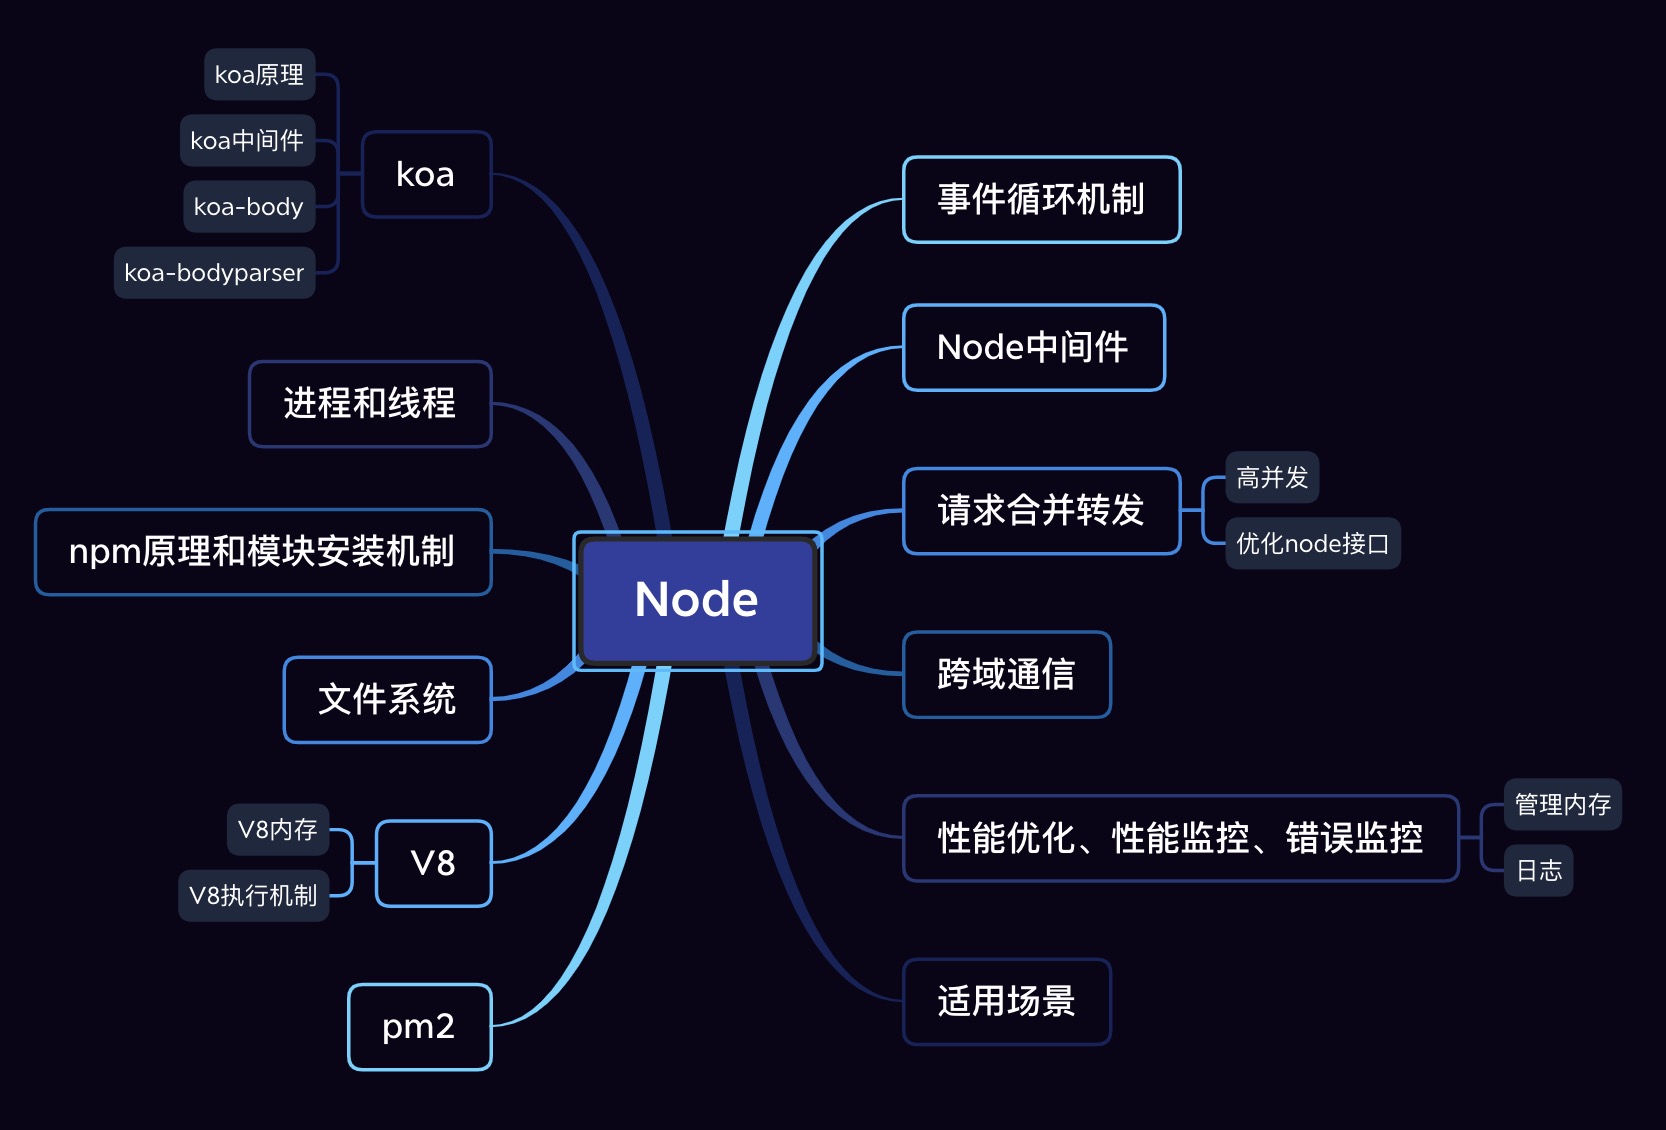 Node
事件循环机制
Node中间件
请求合并转发
高并发
优化node接口
跨域通信
性能优化、性能监控、错误监控
管理内存
日志
适用场景
koa
koa原理
koa中间件
koa-body
koa-bodyparser
进程和线程
npm原理和模块安装机制
文件系统
V8
V8内存
V8执行机制
pm2